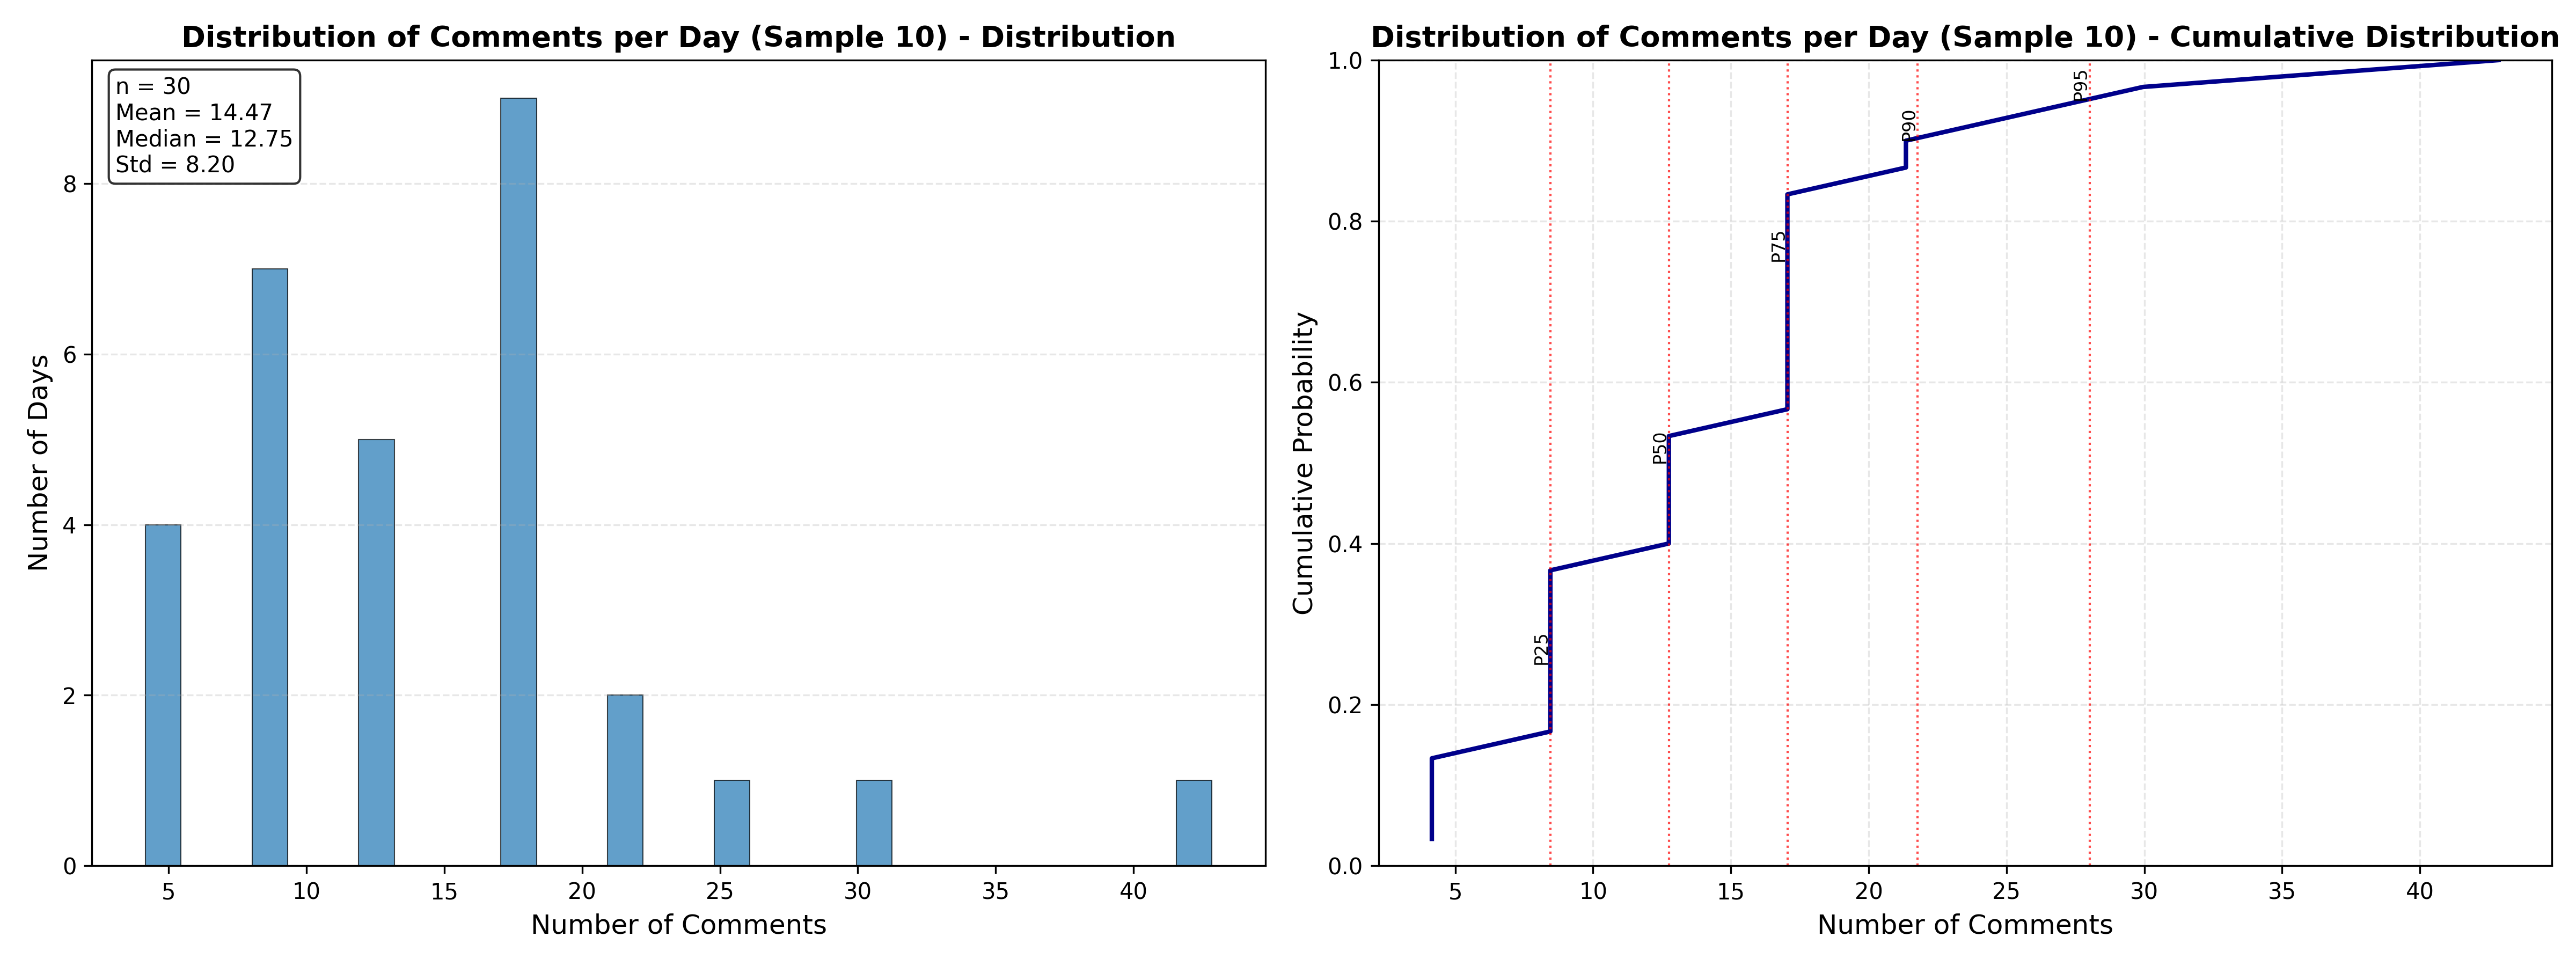 Distribution of Comments per Day (Sample 10) - Distribution
n = 30
Mean = 14.47
Median = 12.75
Std = 8.20
Number of Days
8
6
4
2
0
5 10 15 20 25 30 35 40
Number of Comments
Distribution of Comments per Day (Sample 10) - Cumulative Distribution
Cumulative Probability
1.0
0.8
0.6
0.4
0.2
0.0
P25
P50
P75
P90
P95
5 10 15 20 25 30 35 40
Number of Comments